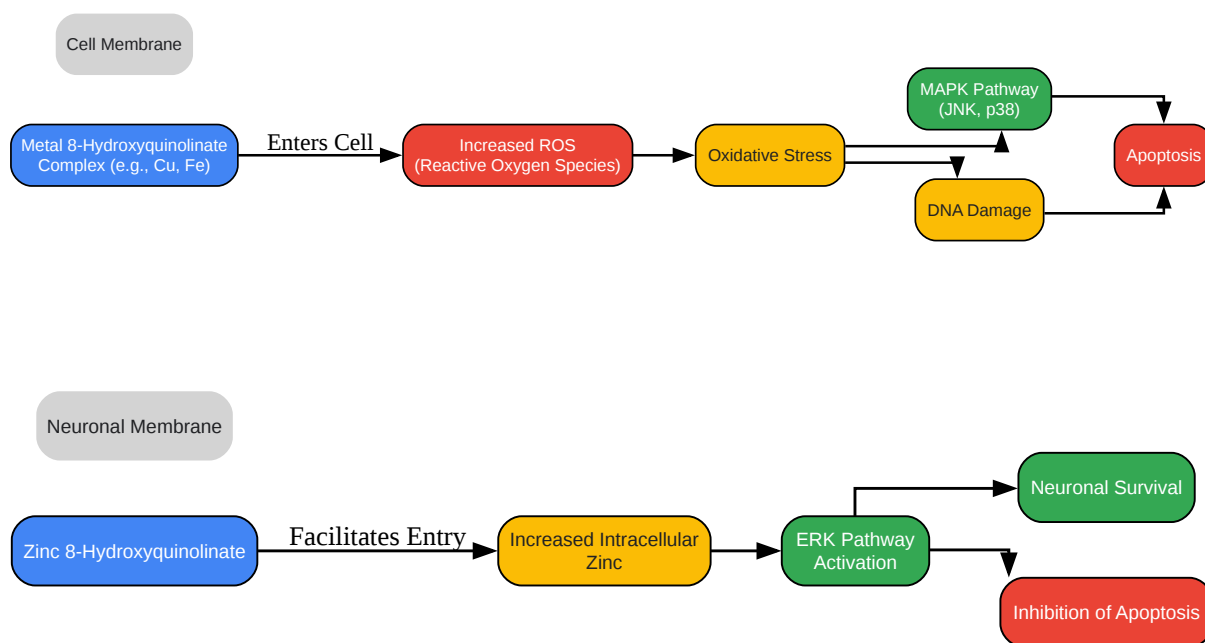 Cell Membrane
Metal 8-Hydroxyquinolinate
Complex (e.g., Cu, Fe)
Enters Cell
Increased ROS
(Reactive Oxygen Species)
Oxidative Stress
MAPK Pathway
(JNK, p38)
DNA Damage
Apoptosis
Neuronal Membrane
Zinc 8-Hydroxyquinolinate
Facilitates Entry
Increased Intracellular
Zinc
ERK Pathway
Activation
Neuronal Survival
Inhibition of Apoptosis